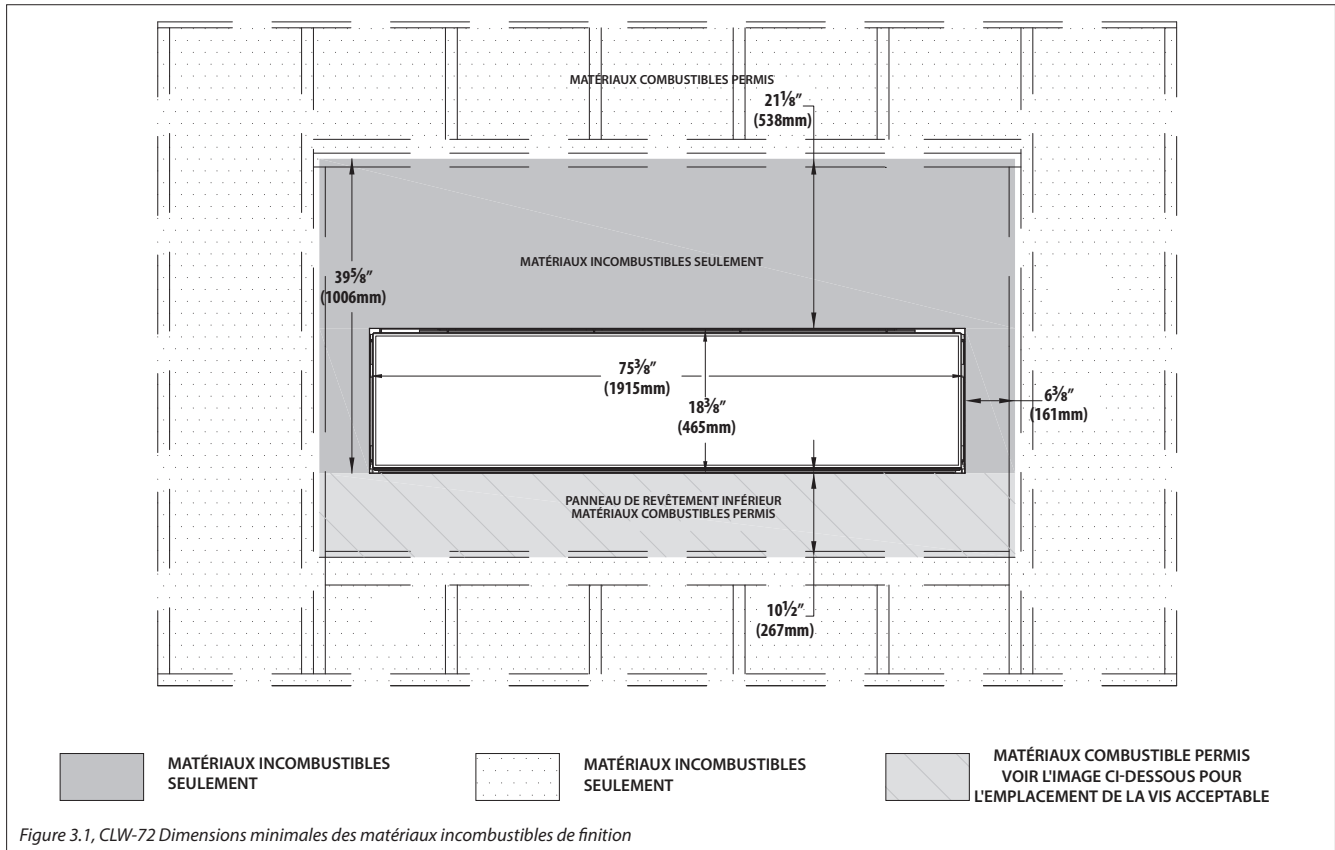 MATÉRIAUX COMBUSTIBLES PERMIS
21⅛"
(538mm)
MATÉRIAUX INCOMBUSTIBLES SEULEMENT
39⅝"
(1006mm)
75⅜"
(1915mm)
18⅜"
(465mm)
6⅜"
(161mm)
PANNEAU DE REVÊTEMENT INFÉRIEUR
MATÉRIAUX COMBUSTIBLES PERMIS
10½"
(267mm)
MATÉRIAUX INCOMBUSTIBLES
SEULEMENT
MATÉRIAUX INCOMBUSTIBLES
SEULEMENT
MATÉRIAUX COMBUSTIBLE PERMIS
VOIR L'IMAGE CI-DESSOUS POUR
L'EMPLACEMENT DE LA VIS ACCEPTABLE
Figure 3.1, CLW-72 Dimensions minimales des matériaux incombustibles de finition